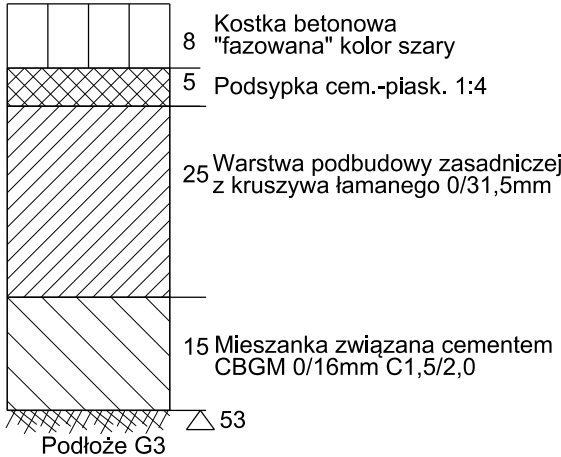 8 Kostka betonowa
"fazowana" kolor szary
5 Podsypka cem.-piask. 1:4
25 Warstwa podbudowy zasadniczej
z kruszywa łamanego 0/31,5mm
15 Mieszanka związana cementem
CBGM 0/16mm C1,5/2,0
53
Podłoże G3